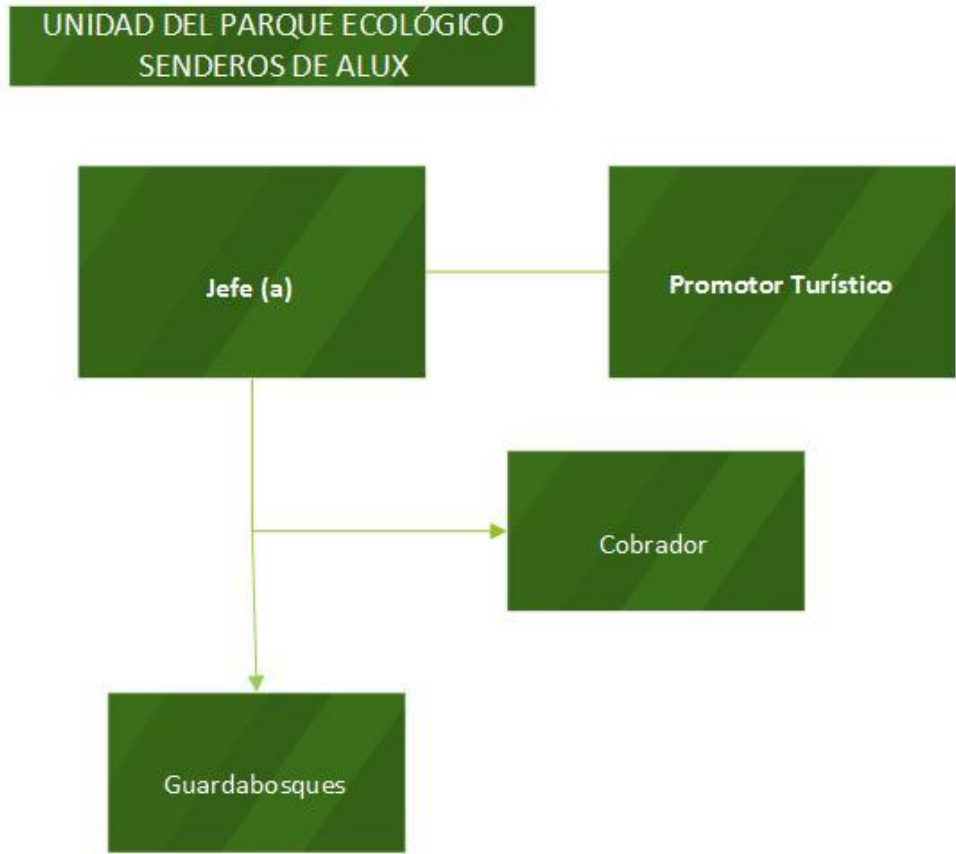 UNIDAD DEL PARQUE ECOLÓGICO
SENDEROS DE ALUX
Jefe (a)
Promotor Turístico
Cobrador
Guardabosques